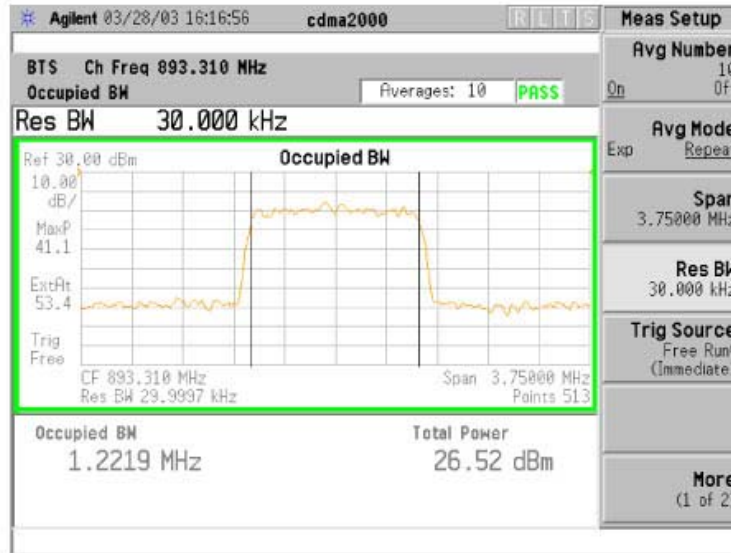 Agilent 03/28/03 16:16:56 cdma2000 R L T S
BTS Ch Freq 893.310 MHz
Occupied BW Averages: 10 PASS
Res BW 30.000 kHz
Ref 30.00 dBm Occupied BW
10.00
dB/
MaxP
41.1
ExtAt
53.4
Trig
Free
CF 893.310 MHz Span 3.75000 MHz
Res BW 29.9997 kHz Points 513
Occupied BW Total Power
1.2219 MHz 26.52 dBm
Meas Setup
Avg Number
10
On Off
Avg Mode
Exp Repeat
Span
3.75000 MHz
Res BW
30.000 kHz
Trig Source
Free Run
(Immediate
More
(1 of 2